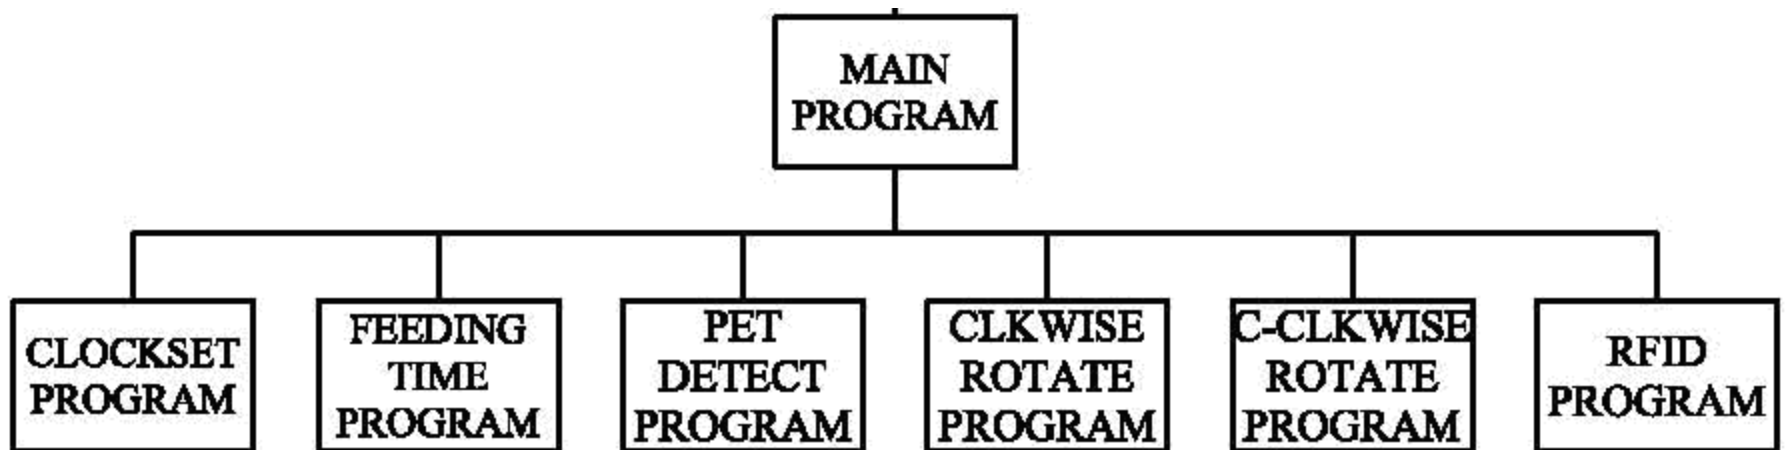 MAIN
PROGRAM
CLOCKSET
PROGRAM
FEEDING
TIME
PROGRAM
PET
DETECT
PROGRAM
CLKWISE
ROTATE
PROGRAM
C-CLKWISE
ROTATE
PROGRAM
RFID
PROGRAM